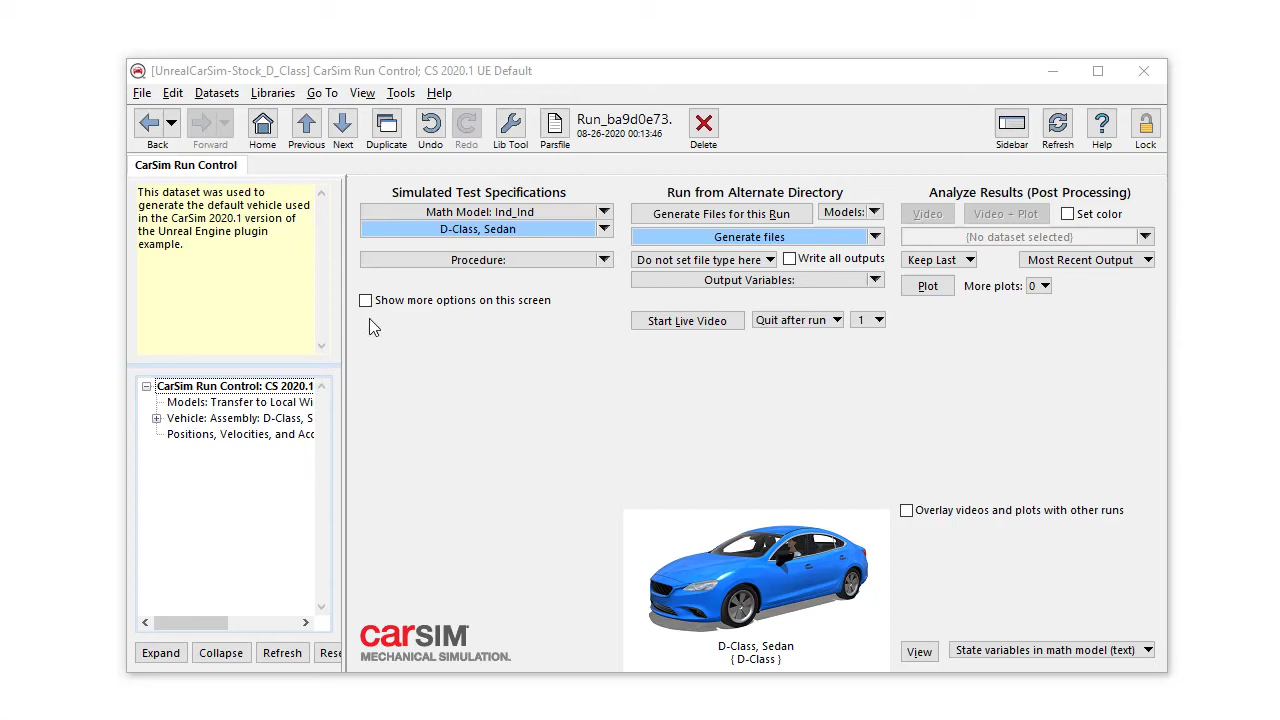 [UnrealCarSim-Stock_D_Class] CarSim Run Control; CS 2020.1 UE Default
File Edit Datasets Libraries Go To View Tools Help
Back Forward Home Previous Next Duplicate Undo Redo Lib Tool Parsfile Run_ba9d0e73. 08-26-2020 00:13:46 Delete Sidebar Refresh Help Lock
CarSim Run Control
This dataset was used to
generate the default vehicle used
in the CarSim 2020.1 version of
the Unreal Engine plugin
example.
CarSim Run Control: CS 2020.1
Models: Transfer to Local Wi
Vehicle: Assembly: D-Class, S
Positions, Velocities, and Acc
Expand Collapse Refresh Rese
Simulated Test Specifications
Math Model: Ind_Ind
D-Class, Sedan
Procedure:
Show more options on this screen
carSIM
MECHANICAL SIMULATION.
Run from Alternate Directory
Generate Files for this Run Models:
Generate files
Do not set file type here Write all outputs
Output Variables:
Start Live Video Quit after run 1
D-Class, Sedan
{ D-Class }
Analyze Results (Post Processing)
Video Video + Plot Set color
{No dataset selected}
Keep Last Most Recent Output
Plot More plots: 0
Overlay videos and plots with other runs
View State variables in math model (text)